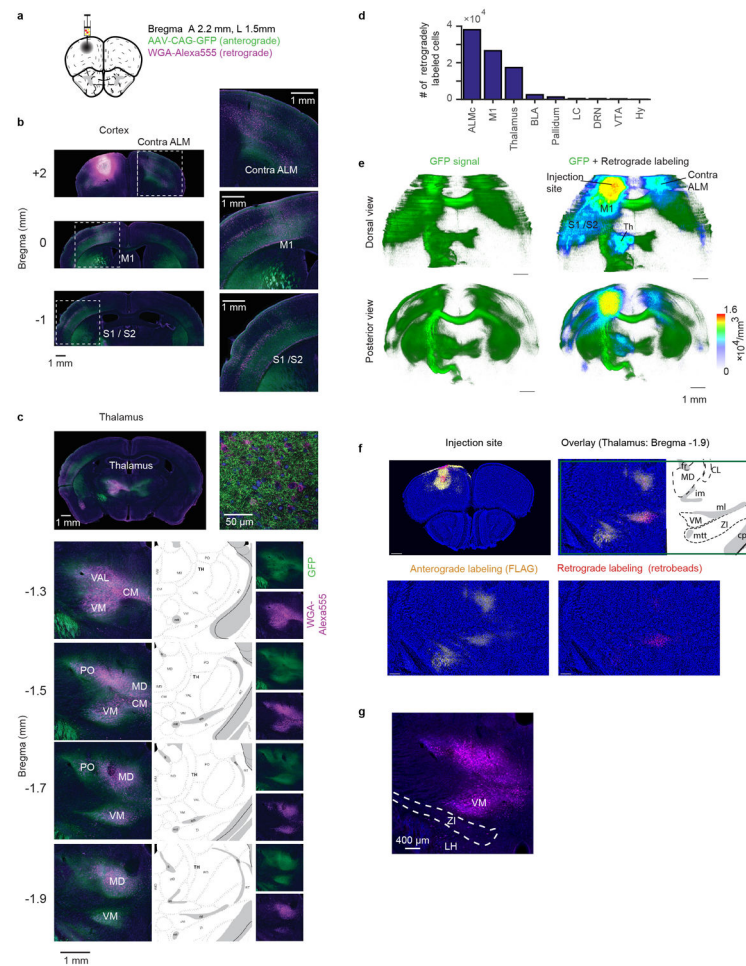 a
Bregma A 2.2 mm, L 1.5mm
AAV-CAG-GFP (anterograde)
WGA-Alexa555 (retrograde)
b
Cortex
Contra ALM
+2
0
-1
Bregma (mm)
M1
S1 / S2
1 mm
1 mm
Contra ALM
1 mm
M1
1 mm
S1 /S2
c
Thalamus
Thalamus
1 mm
50 μm
-1.3
VAL
VM
CM
TH
PO
GFP
WGA-
Alexa555
-1.5
PO
MD
CM
VM
TH
Bregma (mm)
-1.7
PO
MD
VM
TH
-1.9
MD
VM
TH
1 mm
d
×10⁴
# of retrogradely
labeled cells
4
3
2
1
0
ALMc
M1
Thalamus
BLA
Pallidum
LC
DRN
VTA
Hy
e
GFP signal
GFP + Retrograde labeling
Injection
site
Contra
ALM
M1
S1 /S2
Th
Dorsal view
Posterior view
1.6
0
×10⁴/mm³
1 mm
f
Injection site
Overlay (Thalamus: Bregma -1.9)
fr
CL
MD
im
ml
VM
ZI
mtt
cp
Anterograde labeling (FLAG)
Retrograde labeling (retrobeads)
g
VM
ZI
LH
400 μm